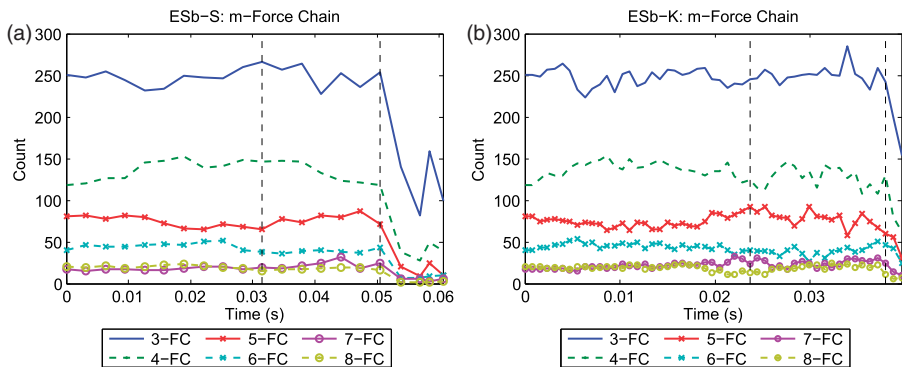 (a)
ESb-S: m-Force Chain
300
250
200
150
100
50
0
Count
0 0.01 0.02 0.03 0.04 0.05 0.06
Time (s)
3-FC 5-FC 7-FC
4-FC 6-FC 8-FC
(b)
ESb-K: m-Force Chain
300
250
200
150
100
50
0
Count
0 0.01 0.02 0.03
Time (s)
3-FC 5-FC 7-FC
4-FC 6-FC 8-FC